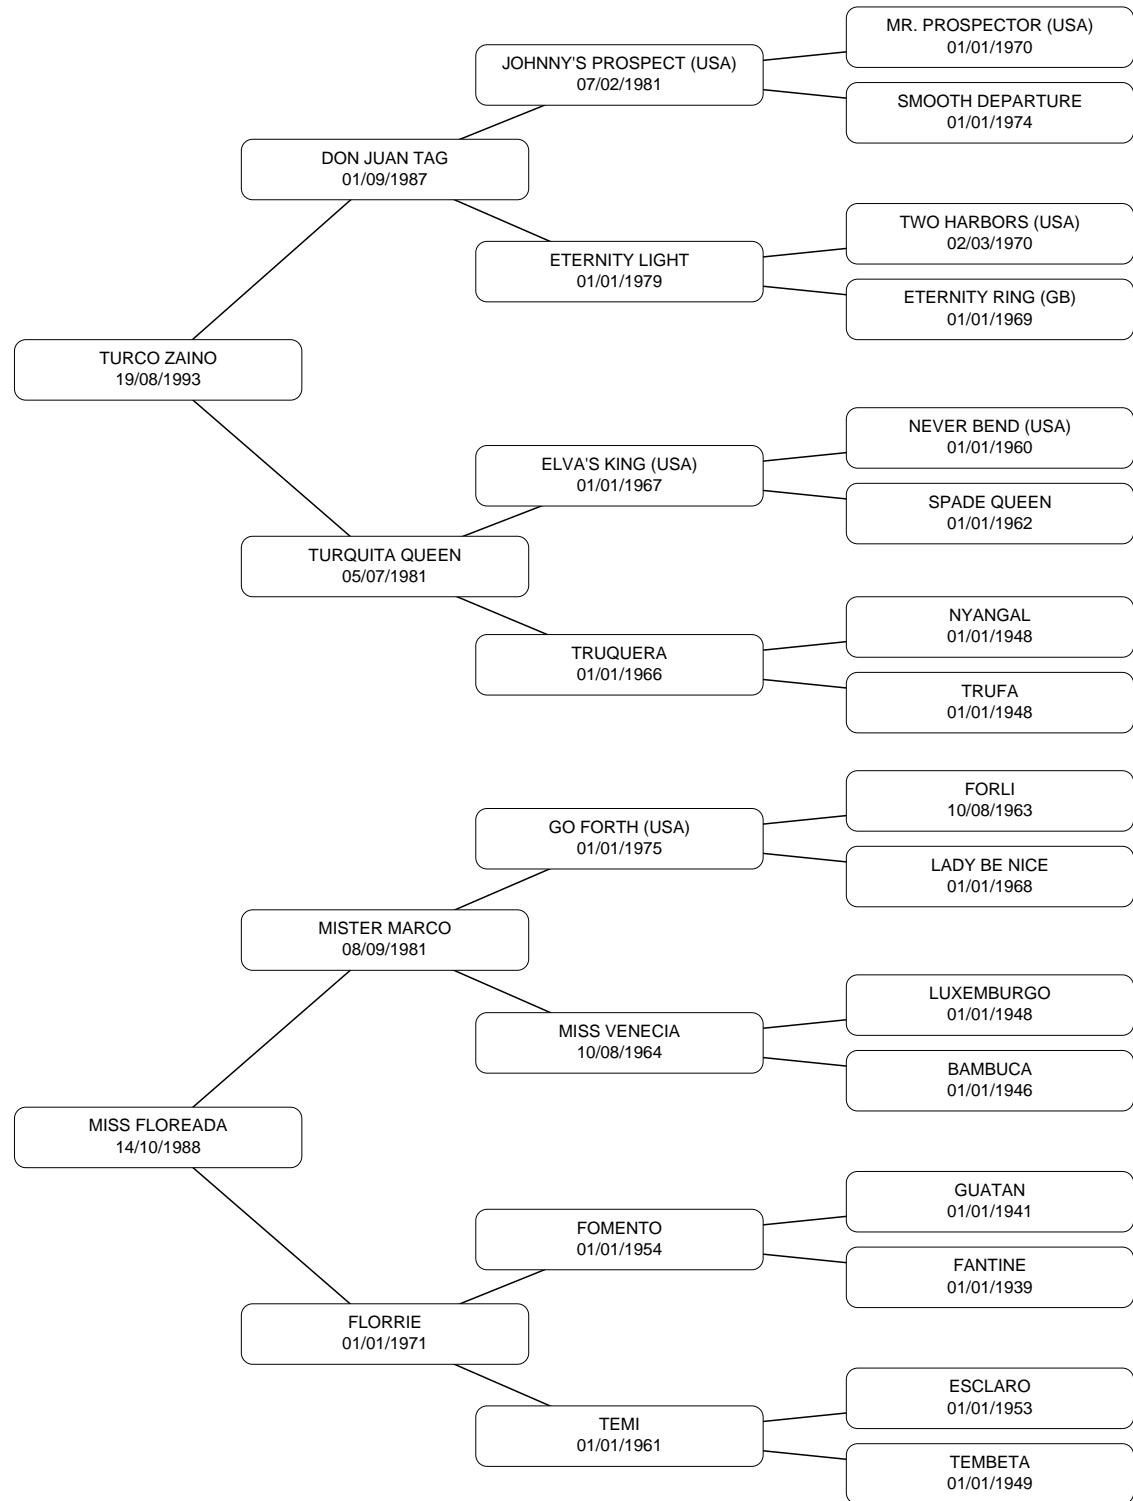 MR. PROSPECTOR (USA)
01/01/1970
JOHNNY'S PROSPECT (USA)
07/02/1981
SMOOTH DEPARTURE
01/01/1974
DON JUAN TAG
01/09/1987
TWO HARBORS (USA)
02/03/1970
ETERNITY LIGHT
01/01/1979
ETERNITY RING (GB)
01/01/1969
TURCO ZAINO
19/08/1993
NEVER BEND (USA)
01/01/1960
ELVA'S KING (USA)
01/01/1967
SPADE QUEEN
01/01/1962
TURQUITA QUEEN
05/07/1981
NYANGAL
01/01/1948
TRUQUERA
01/01/1966
TRUFA
01/01/1948
FORLI
10/08/1963
GO FORTH (USA)
01/01/1975
LADY BE NICE
01/01/1968
MISTER MARCO
08/09/1981
LUXEMBURGO
01/01/1948
MISS VENECIA
10/08/1964
BAMBUCA
01/01/1946
MISS FLOREADA
14/10/1988
GUATAN
01/01/1941
FOMENTO
01/01/1954
FANTINE
01/01/1939
FLORRIE
01/01/1971
ESCLARO
01/01/1953
TEMI
01/01/1961
TEMBETA
01/01/1949